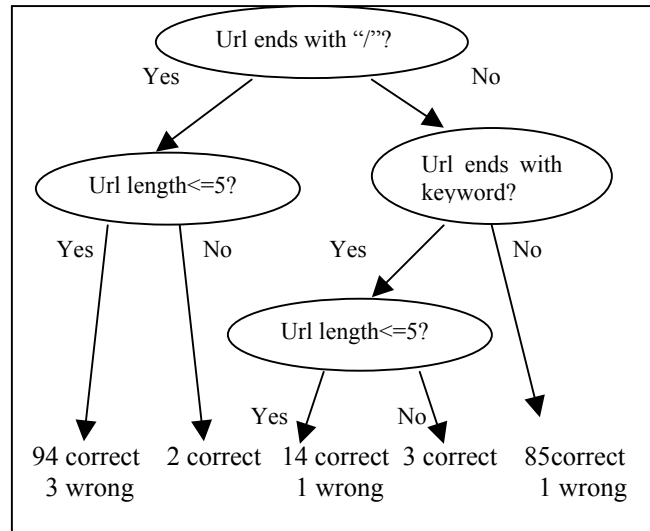 Url ends with “/”?
Yes
No
Url length<=5?
Url ends with
keyword?
Yes
No
Yes
No
Url length<=5?
Yes
No
94 correct
3 wrong
2 correct
14 correct
1 wrong
3 correct
85correct
1 wrong